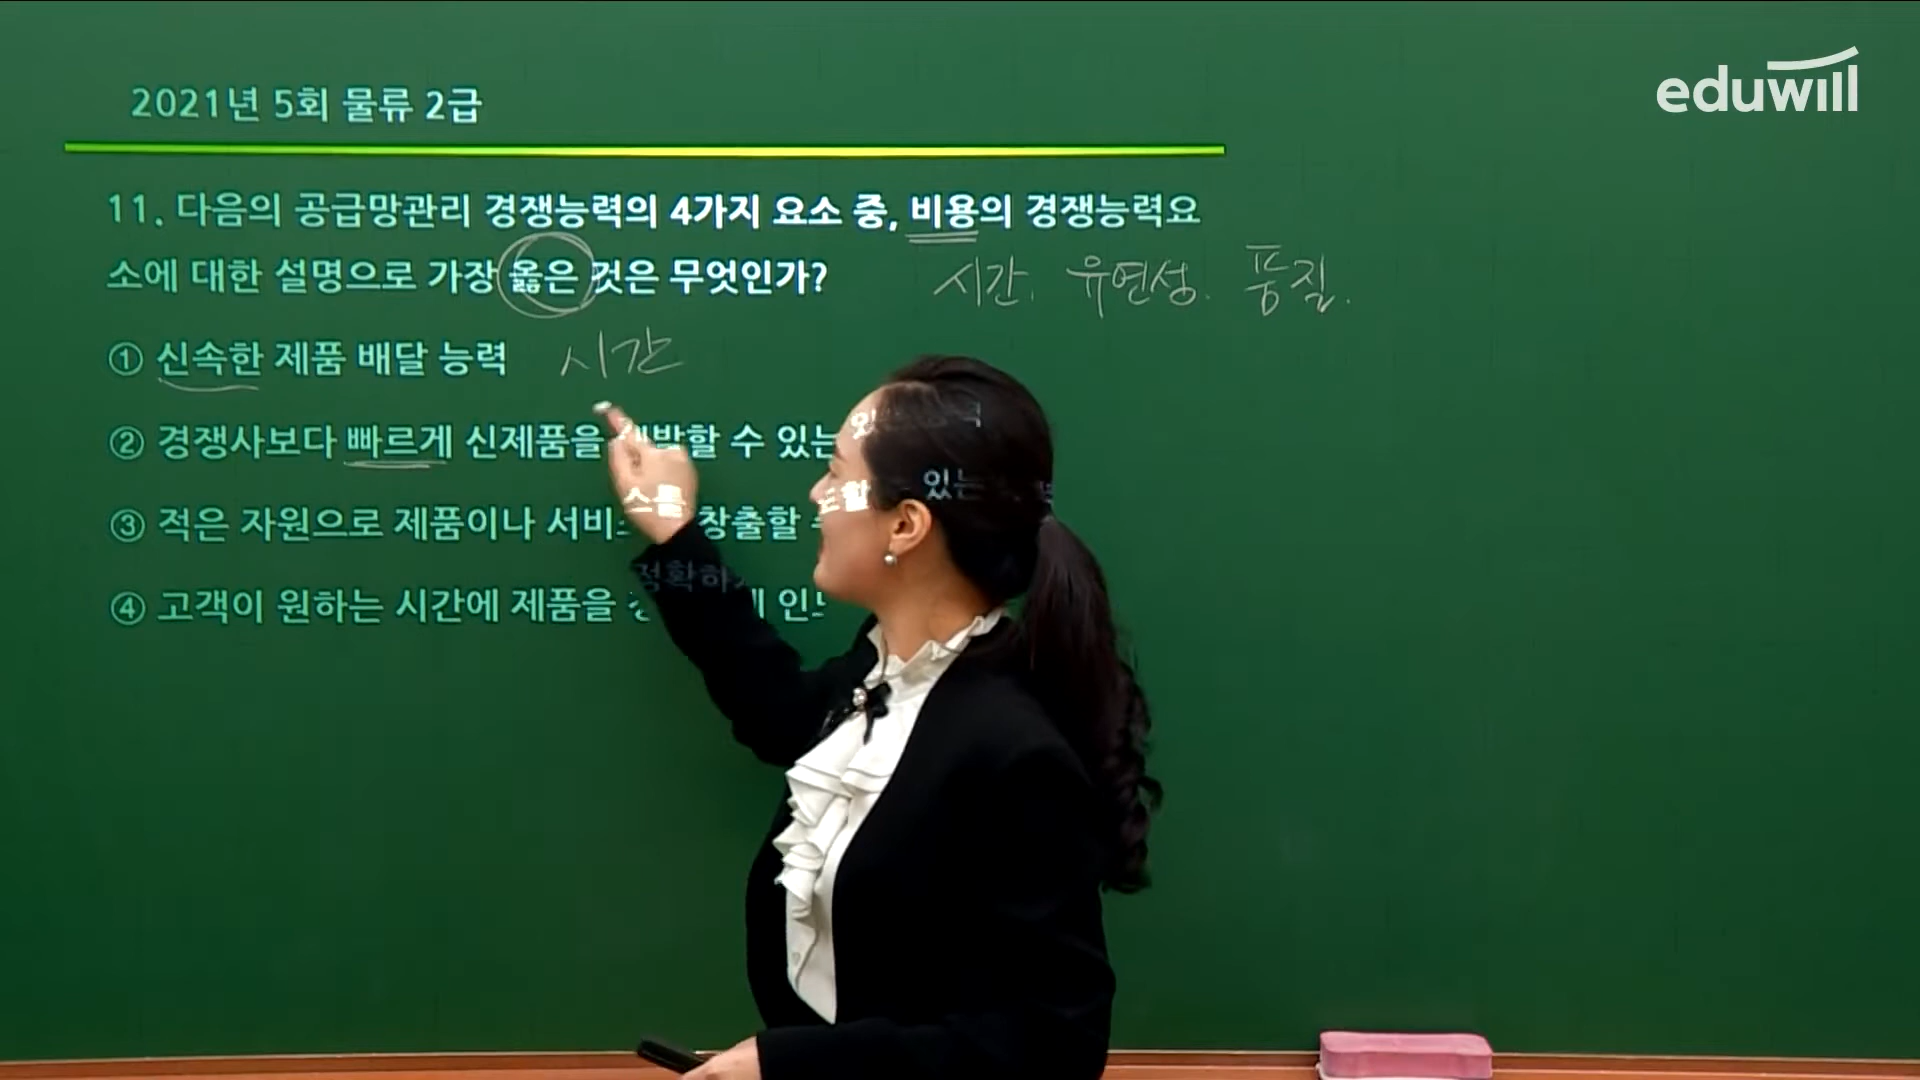 eduwill
2021년 5회 물류 2급
11. 다음의 공급망관리 경쟁능력의 4가지 요소 중, 비용의 경쟁능력요
소에 대한 설명으로 가장 옳은 것은 무엇인가?
시간. 유연성. 품질.
① 신속한 제품 배달 능력 시간
② 경쟁사보다 빠르게 신제품을 개발할 수 있는
③ 적은 자원으로 제품이나 서비스를 창출할
④ 고객이 원하는 시간에 제품을